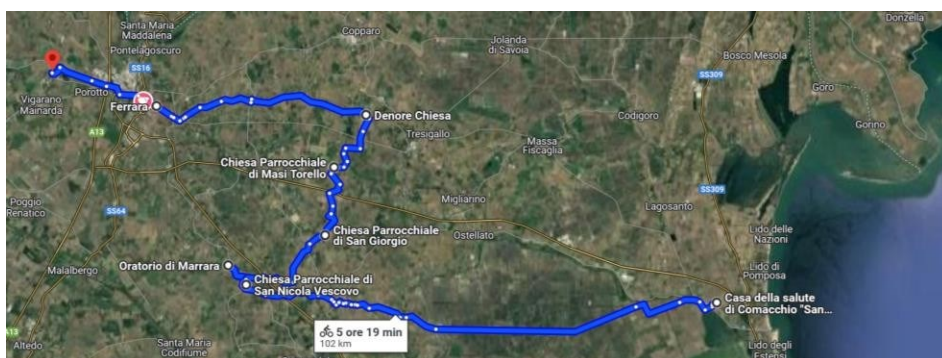 Santa Maria
Maddalena
Pontelagoscuro
Copparo
Jolanda
di Savoia
Donzella
Bosco Mesola
SS16
SS309
Goro
Porotto
Vigarano
Mainarda
Ferrara
Denore Chiesa
Codigoro
Gorino
A13
Tresigallo
Massa
Fiscaglia
Chiesa Parrocchiale
di Masi Torello
SS309
Poggio
Renatico
SS64
Migliarino
Lagosanto
Chiesa Parrocchiale
di San Giorgio
Ostellato
Lido delle
Nazioni
Malalbergo
Oratorio di Marrara
Lido di
Pomposa
Chiesa Parrocchiale di
San Nicola Vescovo
Casa della salute
di Comacchio "San...
5 ore 19 min
102 km
A13
Altedo
Santa Maria
Codifiume
Lido degli
Estensi